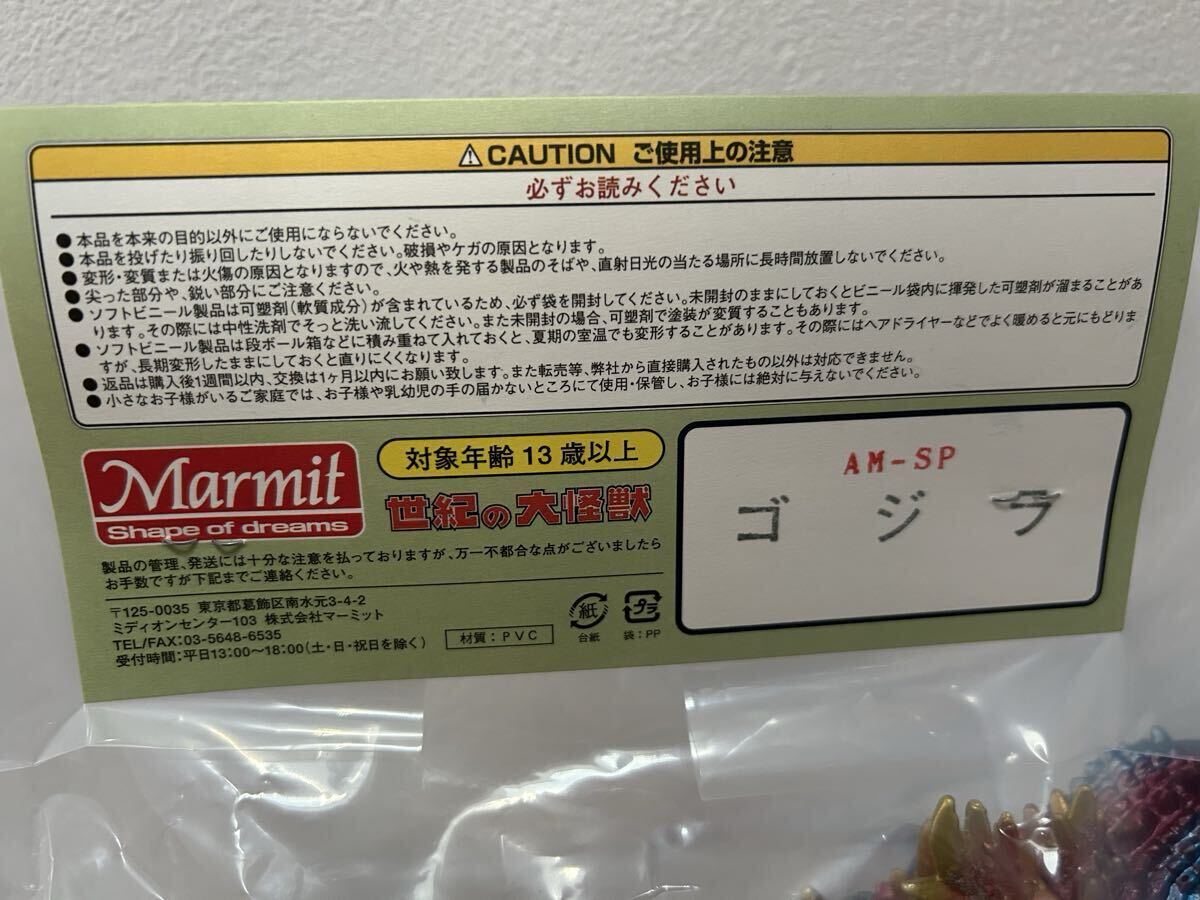 ⚠CAUTION ご使用上の注意
必ずお読みください
●本品を本来の目的以外にご使用にならないでください。
●本品を投げたり振り回したりしないでください。破損やケガの原因となります。
●変形・変質または火傷の原因となりますので、火や熱を発する製品のそばや、直射日光の当たる場所に長時間放置しないでください。
●尖った部分や、鋭い部分にご注意ください。
●ソフトビニール製品は可塑剤（軟質成分）が含まれているため、必ず袋を開封してください。未開封のままにしておくとビニール袋内に揮発した可塑剤が溜まることがあ
ります。その際には中性洗剤でそっと洗い流してください。また未開封の場合、可塑剤で塗装が変質することもあります。
●ソフトビニール製品は段ボール箱などに積み重ねて入れておくと、夏期の室温でも変形することがあります。その際にはヘアドライヤーなどでよく暖めると元にもどりま
すが、長期変形したままにしておくと直りにくくなります。
●返品は購入後1週間以内、交換は1ヶ月以内にお願い致します。また転売等、弊社から直接購入されたもの以外は対応できません。
●小さなお子様がいるご家庭では、お子様や乳幼児の手の届かないところにて使用・保管し、お子様には絶対に与えないでください。
Marmit
Shape of dreams
対象年齢13歳以上
世紀の大怪獣
製品の管理、発送には十分な注意を払っておりますが、万一不都合な点がございましたら
お手数ですが下記までご連絡ください。
〒125-0035 東京都葛飾区南水元3-4-2
ミディオンセンター103 株式会社マーミット
TEL/FAX:03-5648-6535
受付時間:平日13:00〜18:00(土・日・祝日を除く)
材質：PVC
紙
台紙
プラ
袋：PP
AM-SP
ゴジラ